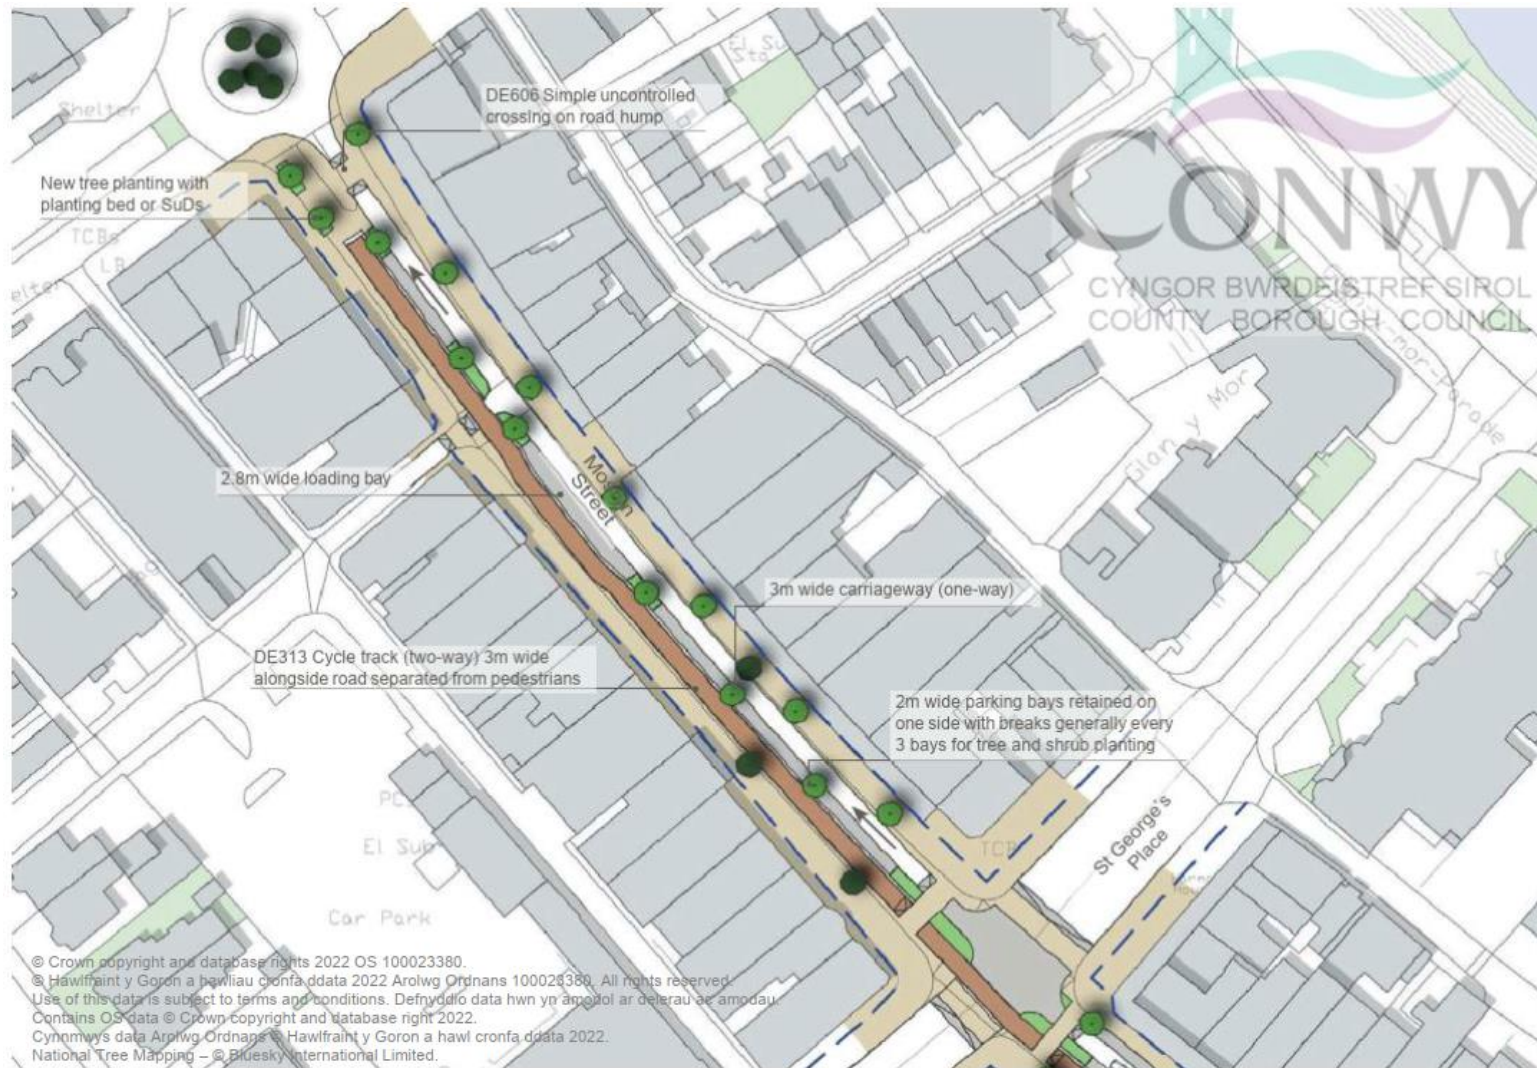 El Su
Sta
DE606 Simple uncontrolled
crossing on road hump
Shelter
New tree planting with
planting bed or SuDs
TCBs
LB
elter
CONWY
CYNGOR BWRDEISTREF SIROL
COUNTY BOROUGH COUNCIL
mor-Parade
Glan y Mor
2.8m wide loading bay
Street
3m wide carriageway (one-way)
DE313 Cycle track (two-way) 3m wide
alongside road separated from pedestrians
2m wide parking bays retained on
one side with breaks generally every
3 bays for tree and shrub planting
St George's
Place
TCB
PC
El Sub
Car Park
© Crown copyright and database rights 2022 OS 100023380.
© Hawlfraint y Goron a hawliau cronfa ddata 2022 Arolwg Ordnans 100023380. All rights reserved.
Use of this data is subject to terms and conditions. Defnyddio data hwn yn amodol ar delerau ac amodau.
Contains OS data © Crown copyright and database right 2022.
Cynnmwys data Arolwg Ordnans © Hawlfraint y Goron a hawl cronfa ddata 2022.
National Tree Mapping – © Bluesky International Limited.